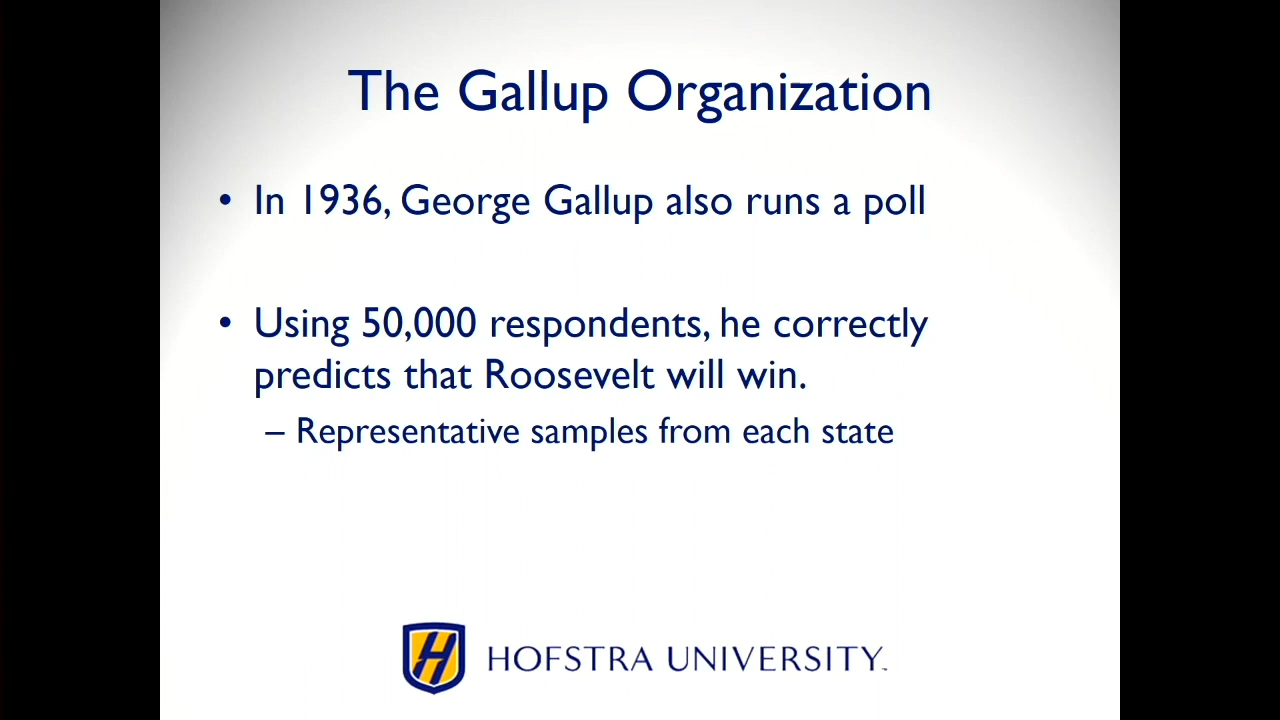 The Gallup Organization
• In 1936, George Gallup also runs a poll
• Using 50,000 respondents, he correctly
predicts that Roosevelt will win.
– Representative samples from each state
H HOFSTRA UNIVERSITY™